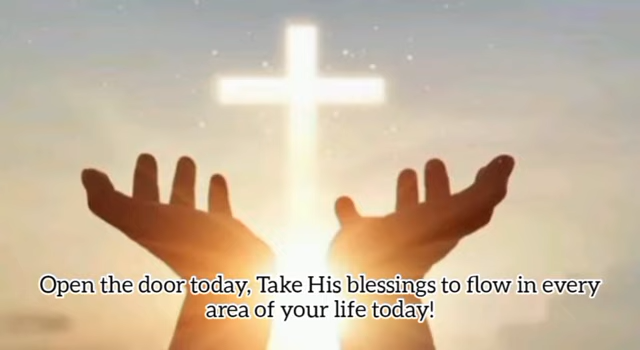 Open the door today, Take His blessings to flow in every
area of your life today!